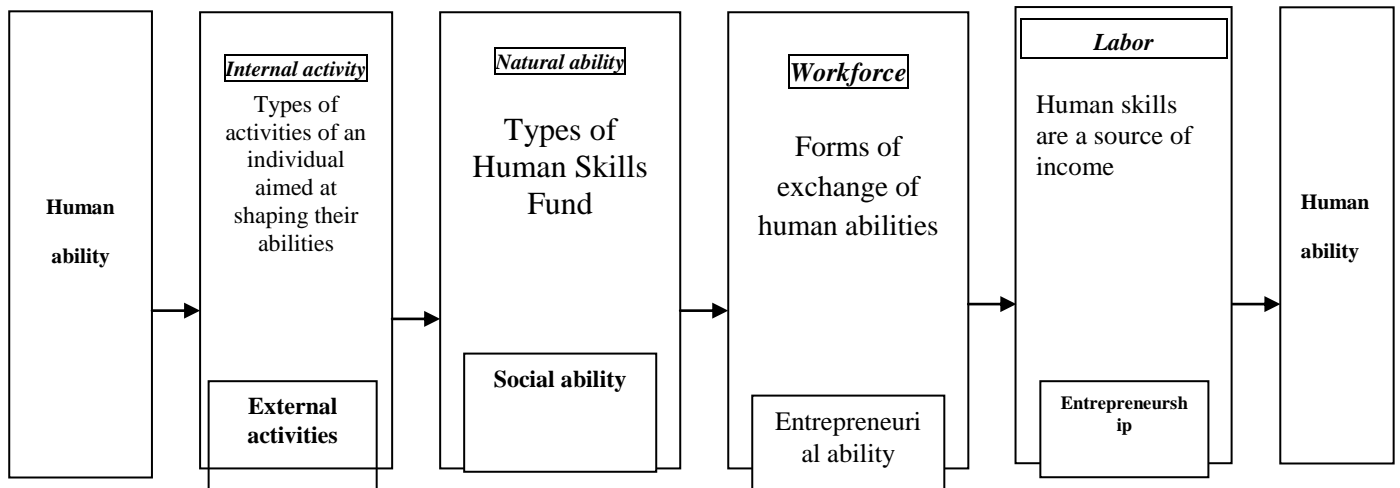 Human
ability
Internal activity
Types of
activities of an
individual
aimed at
shaping their
abilities
External
activities
Natural ability
Types of
Human Skills
Fund
Social ability
Workforce
Forms of
exchange of
human abilities
Entrepreneuri
al ability
Labor
Human skills
are a source of
income
Entrepreneursh
ip
Human
ability